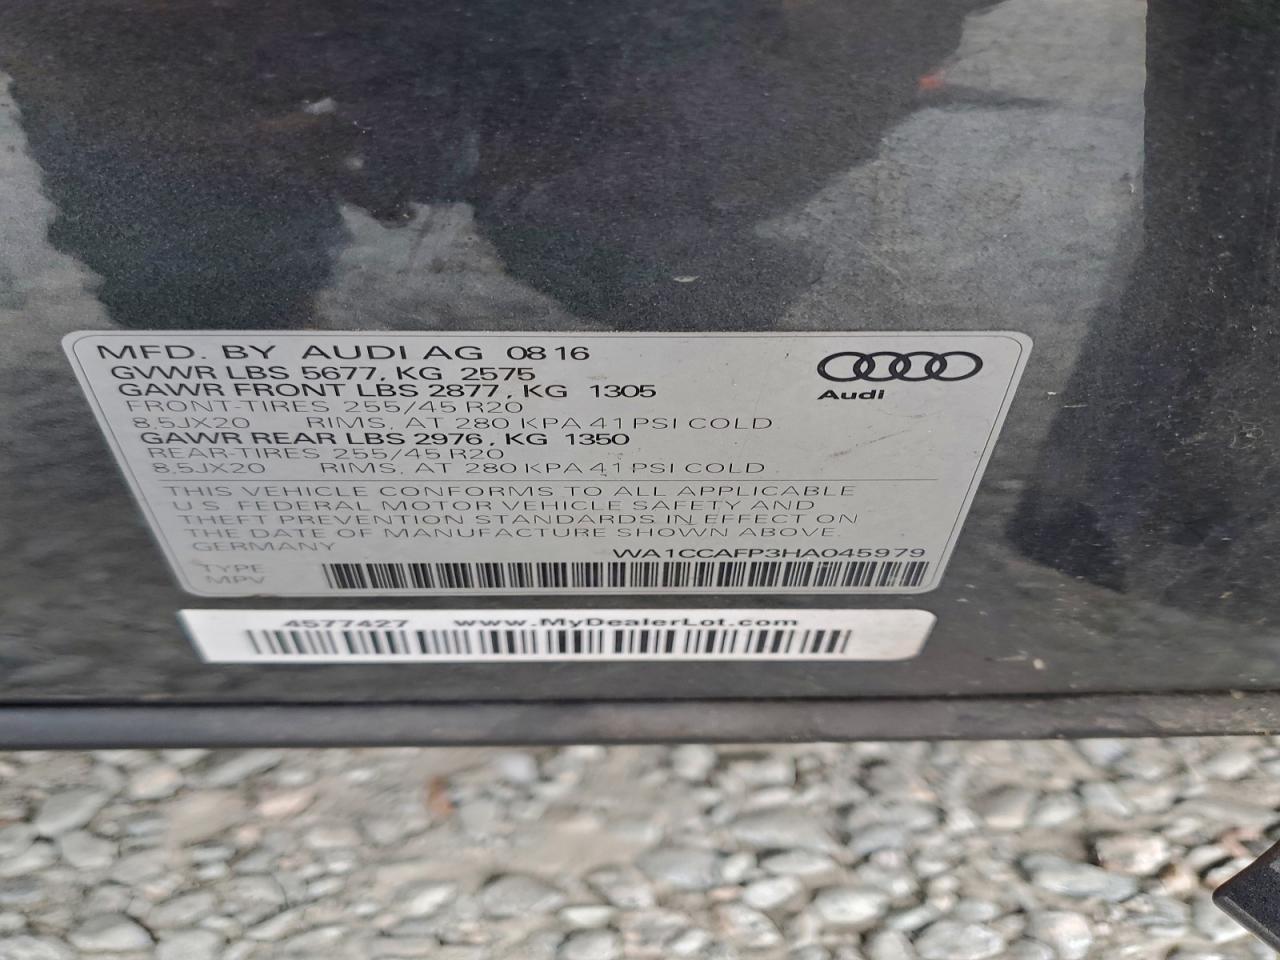 MFD. BY AUDI AG 08 16
GVWR LBS 5677, KG 2575
GAWR FRONT LBS 2877, KG 1305
FRONT-TIRES 255/45 R20
8,5JX20 RIMS, AT 280 KPA 41 PSI COLD
GAWR REAR LBS 2976, KG 1350
REAR-TIRES 255/45 R20
8,5JX20 RIMS, AT 280 KPA 41 PSI COLD
Audi
THIS VEHICLE CONFORMS TO ALL APPLICABLE
U.S. FEDERAL MOTOR VEHICLE SAFETY AND
THEFT PREVENTION STANDARDS IN EFFECT ON
THE DATE OF MANUFACTURE SHOWN ABOVE.
GERMANY WA1CCAFP3HA045979
TYPE
MPV
4577427 www.MyDealerLot.com